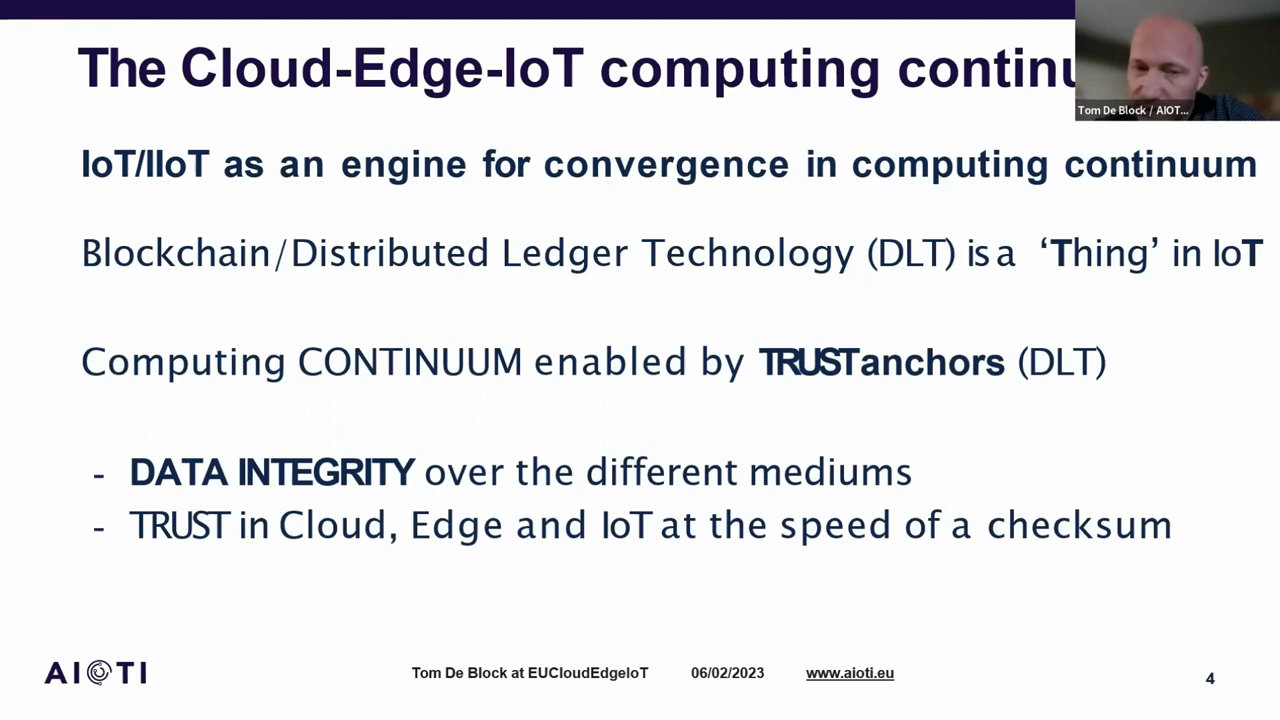 The Cloud-Edge-IoT computing continu
Tom De Block / AIOT...
IoT/IIoT as an engine for convergence in computing continuum
Blockchain/Distributed Ledger Technology (DLT) is a ‘Thing’ in IoT
Computing CONTINUUM enabled by TRUST anchors (DLT)
- DATA INTEGRITY over the different mediums
- TRUST in Cloud, Edge and IoT at the speed of a checksum
AIOTI
Tom De Block at EUCloudEdgeIoT 06/02/2023 www.aioti.eu
4